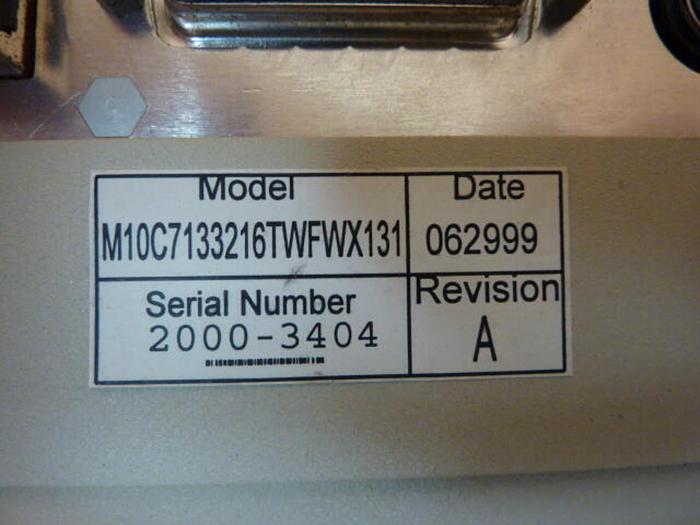 Model
M10C7133216TWFWX131
Date
062999
Serial Number
2000-3404
Revision
A